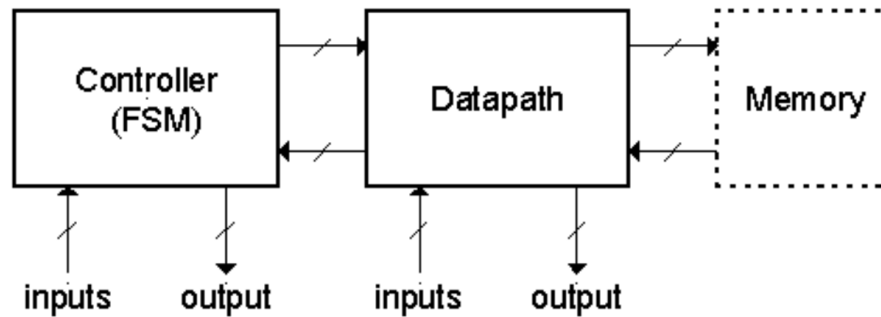 Controller
(FSM)
Datapath
Memory
inputs
output
inputs
output